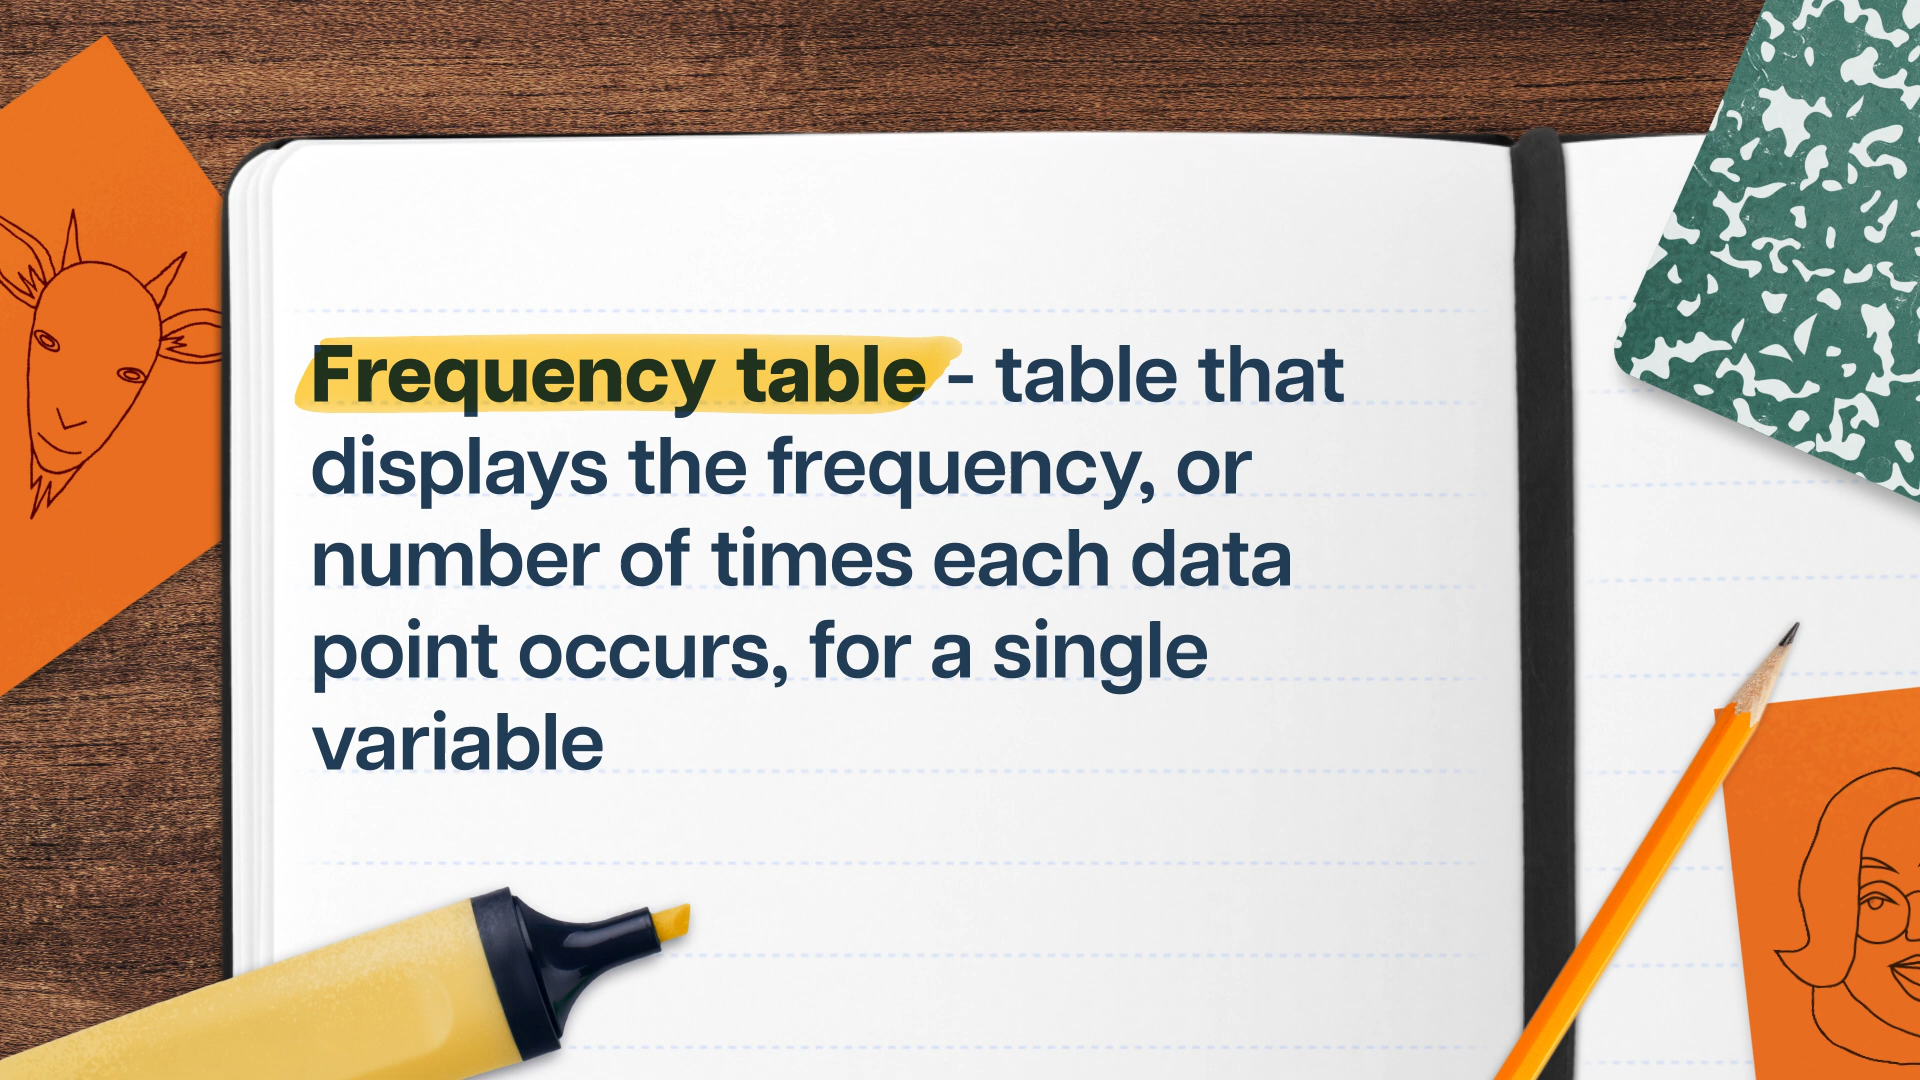 Frequency table - table that
displays the frequency, or
number of times each data
point occurs, for a single
variable